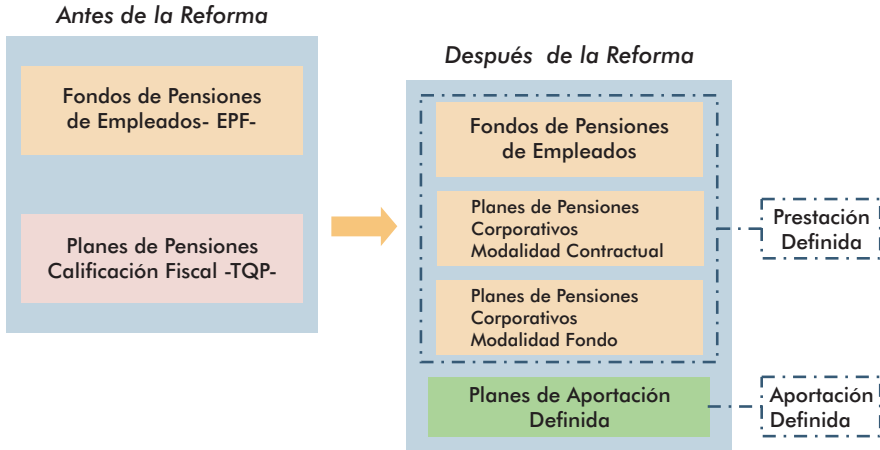 Antes de la Reforma
Fondos de Pensiones
de Empleados- EPF-
Planes de Pensiones
Calificación Fiscal -TQP-
Después de la Reforma
Fondos de Pensiones
de Empleados
Planes de Pensiones
Corporativos
Modalidad Contractual
Planes de Pensiones
Corporativos
Modalidad Fondo
Planes de Aportación
Definida
Prestación
Definida
Aportación
Definida